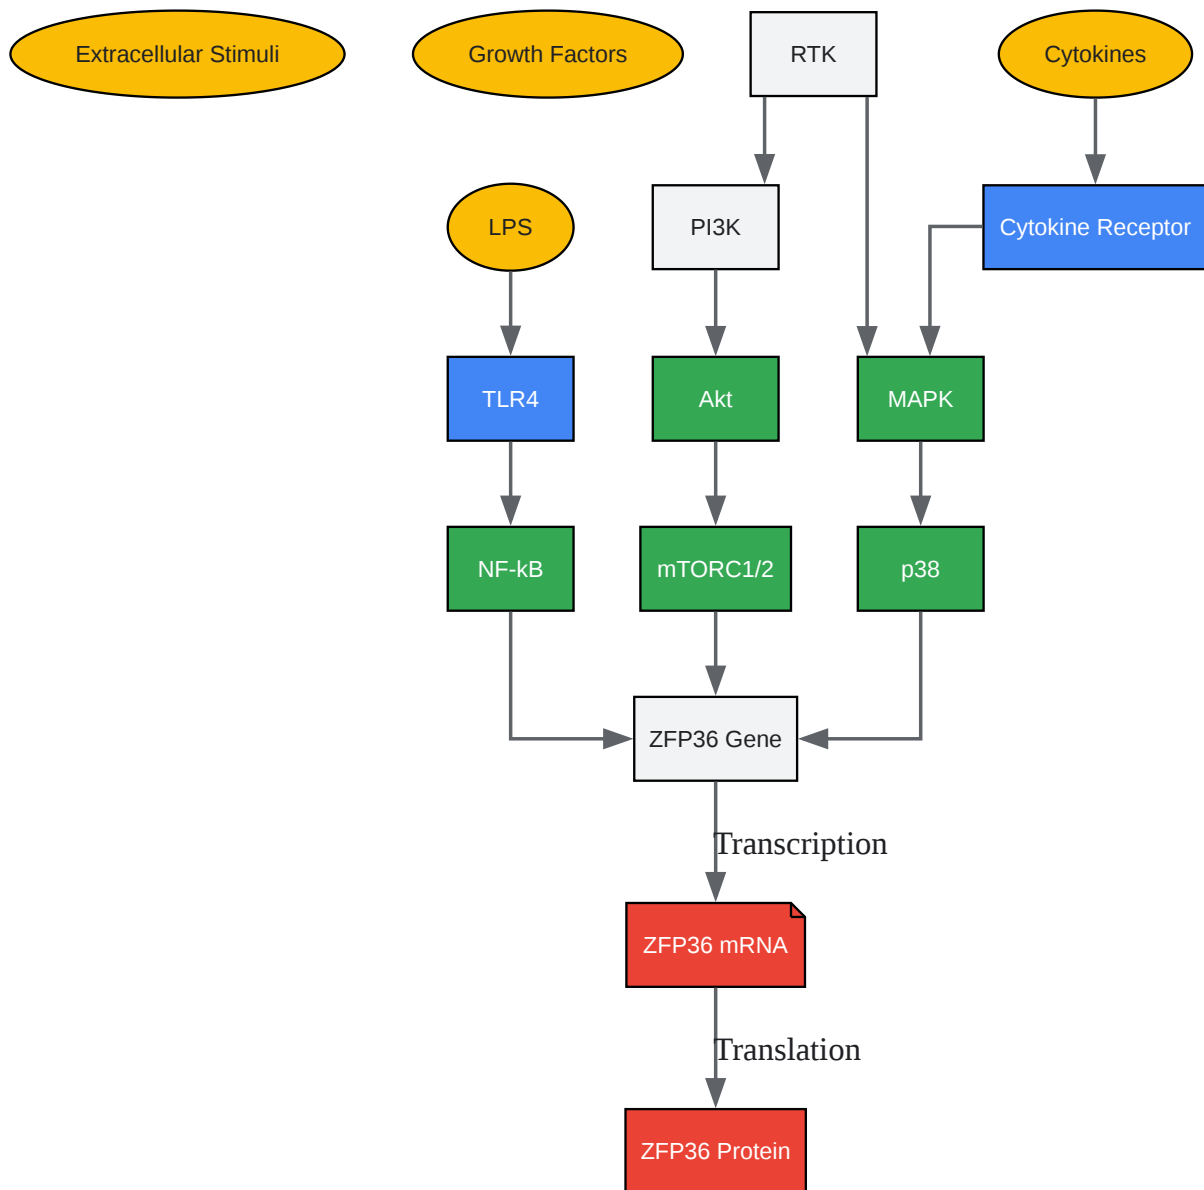 Extracellular Stimuli
Growth Factors
RTK
Cytokines
LPS
PI3K
Cytokine Receptor
TLR4
Akt
MAPK
NF-kB
mTORC1/2
p38
ZFP36 Gene
Transcription
ZFP36 mRNA
Translation
ZFP36 Protein